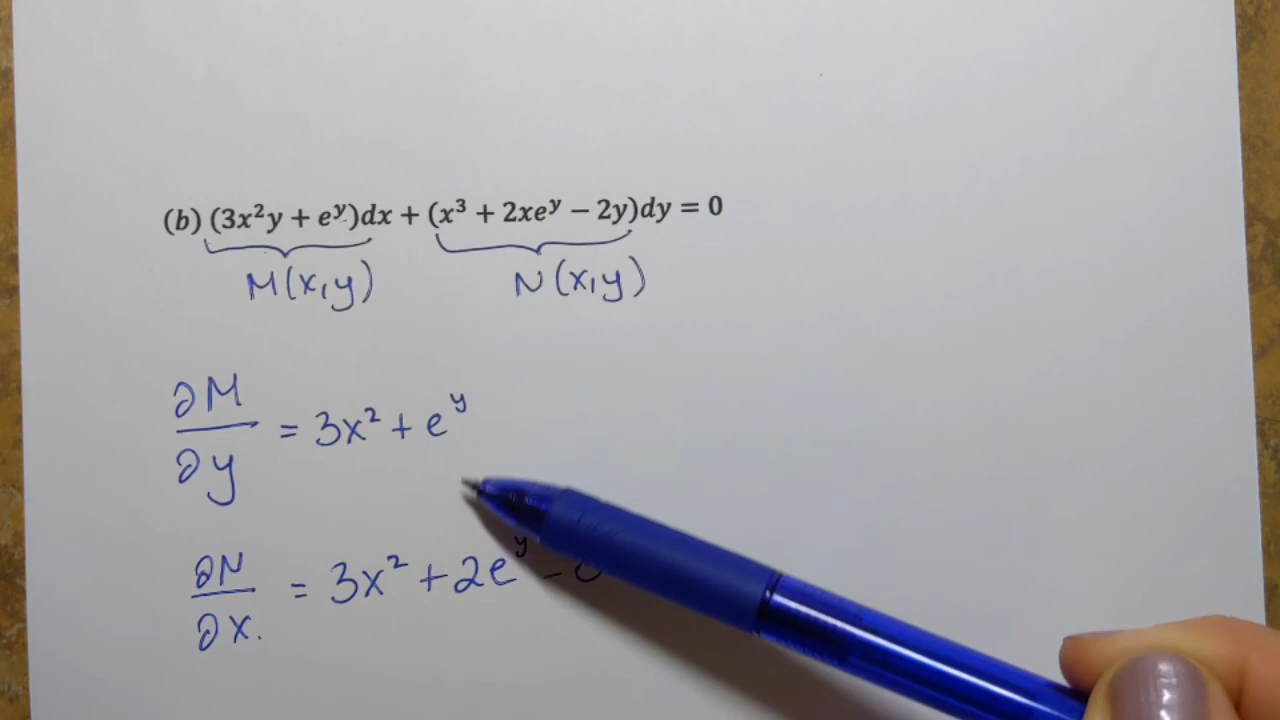 (b) (3x²y + eʸ)dx + (x³ + 2xeʸ − 2y)dy = 0
M(x,y) N(x,y)
∂M/∂y = 3x² + eʸ
∂N/∂x. = 3x² + 2eʸ −